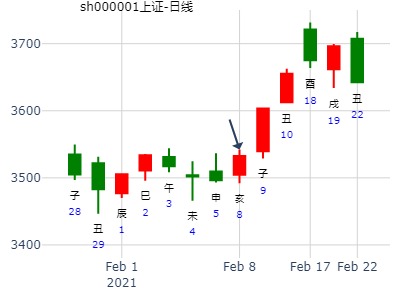 sh000001上证-日线
3700
3600
3500
3400
子
28
丑
29
辰
1
巳
2
午
3
未
4
申
5
亥
8
子
9
丑
10
酉
18
戌
19
丑
22
Feb 1
2021
Feb 8
Feb 17
Feb 22